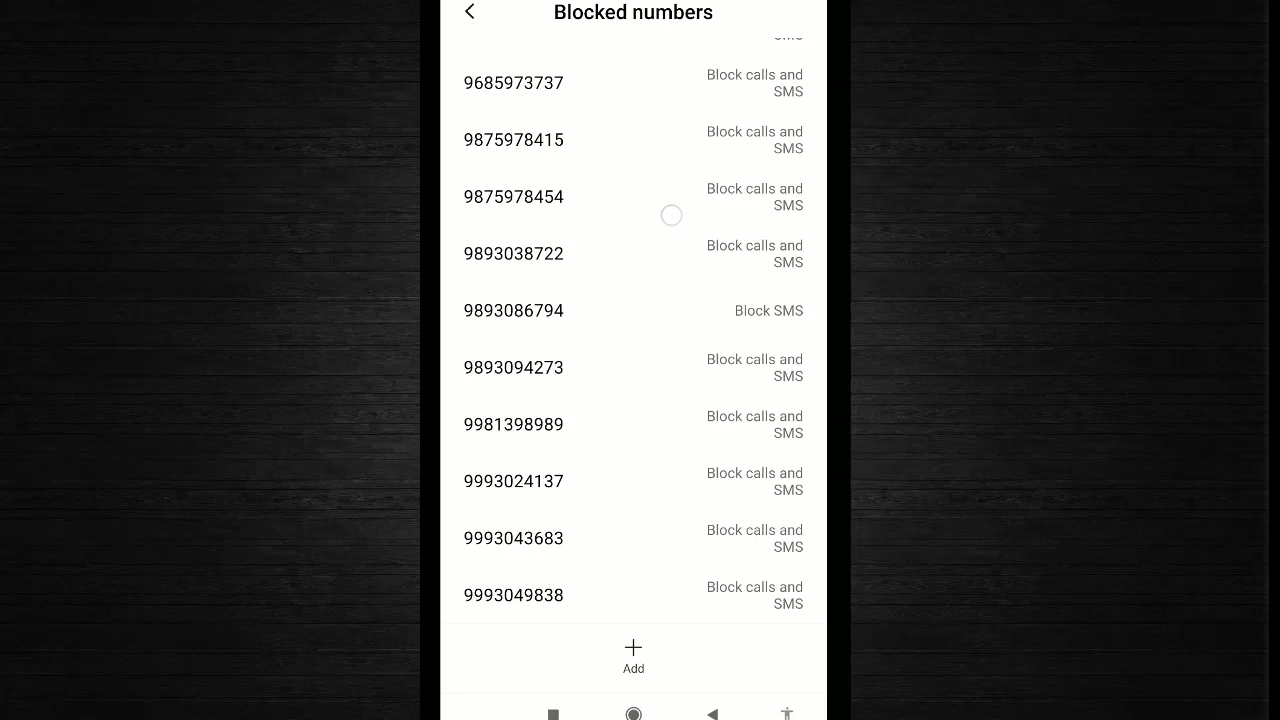 Blocked numbers
SMS
9685973737
Block calls and
SMS
9875978415
Block calls and
SMS
9875978454
Block calls and
SMS
9893038722
Block calls and
SMS
9893086794
Block SMS
9893094273
Block calls and
SMS
9981398989
Block calls and
SMS
9993024137
Block calls and
SMS
9993043683
Block calls and
SMS
9993049838
Block calls and
SMS
Add